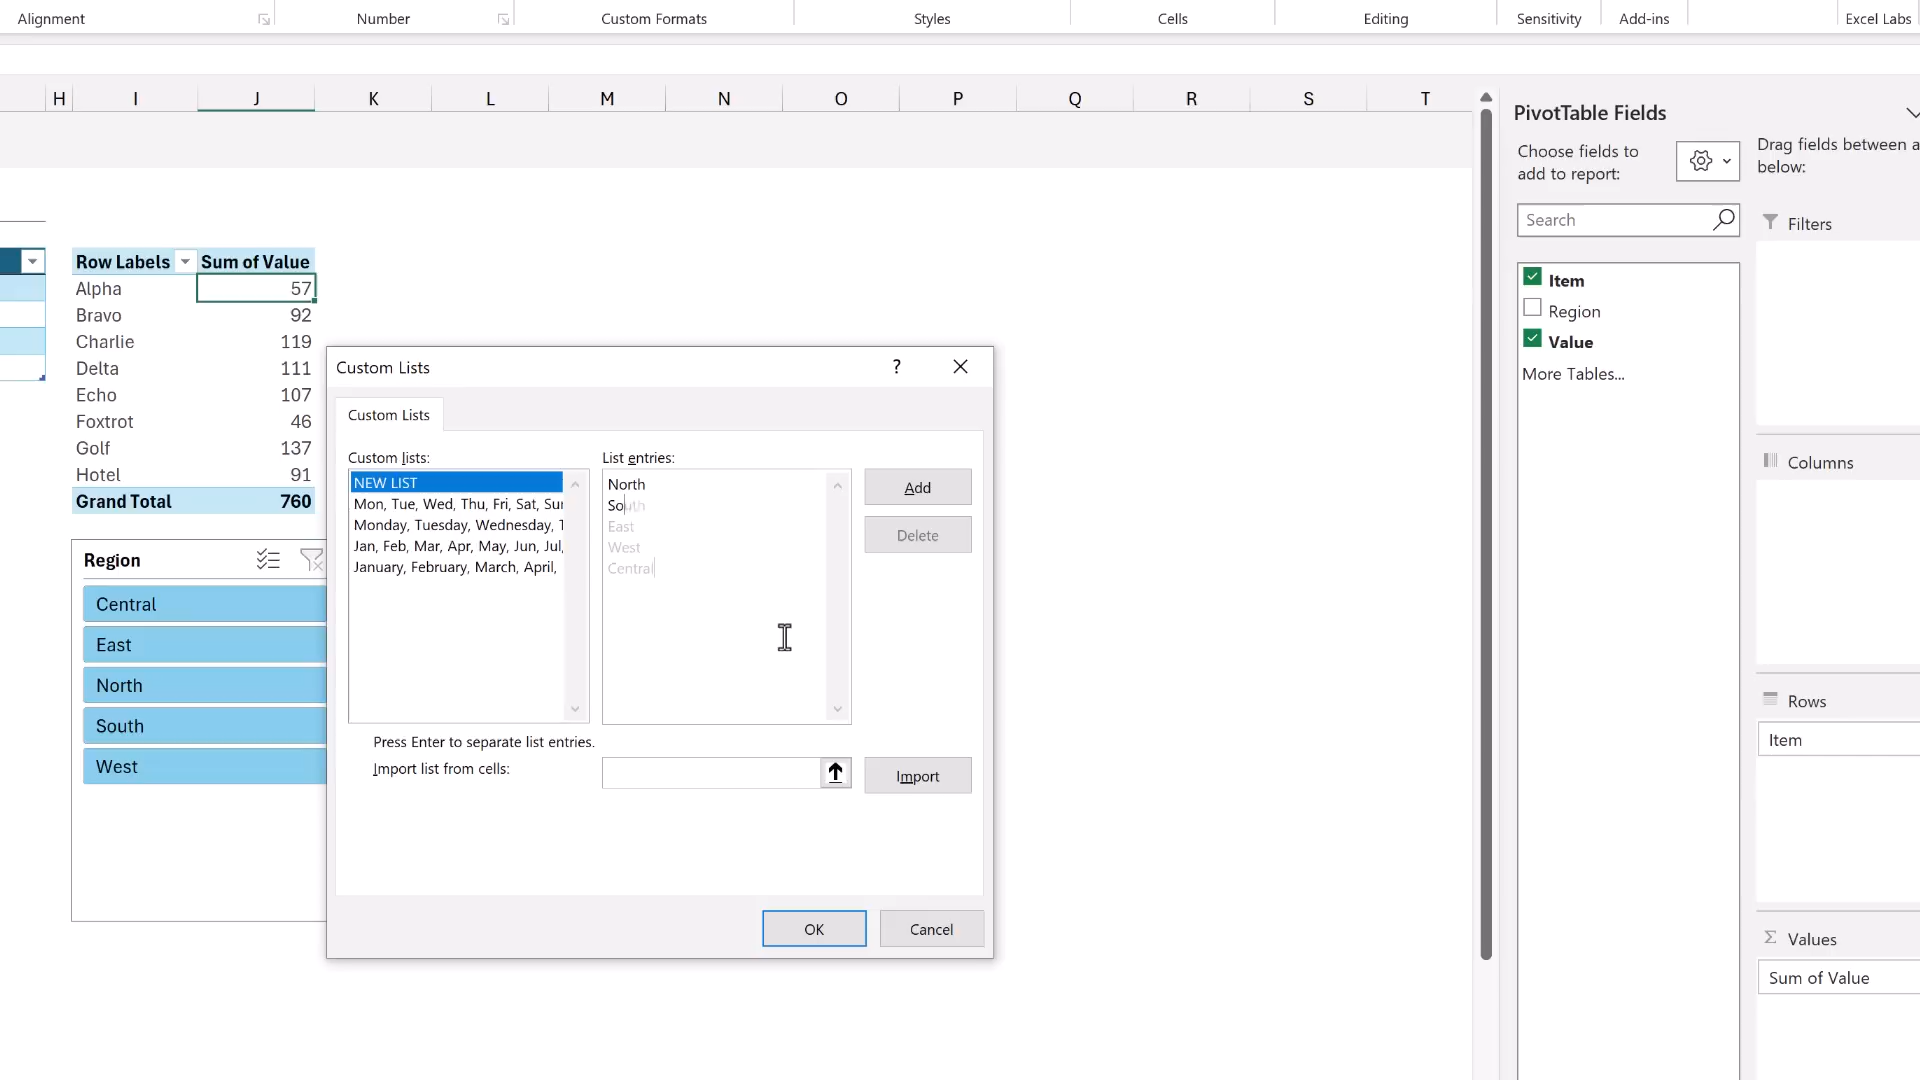 Alignment
Number
Custom Formats
Styles
Cells
Editing
Sensitivity
Add-ins
Excel Labs
H I J K L M N O P Q R S T
Row Labels Sum of Value
Alpha 57
Bravo 92
Charlie 119
Delta 111
Echo 107
Foxtrot 46
Golf 137
Hotel 91
Grand Total 760
Region
Central
East
North
South
West
Custom Lists
?
Custom Lists
Custom lists:
NEW LIST
Mon, Tue, Wed, Thu, Fri, Sat, Sun
Monday, Tuesday, Wednesday, T
Jan, Feb, Mar, Apr, May, Jun, Jul,
January, February, March, April,
List entries:
North
South
East
West
Central
Add
Delete
Press Enter to separate list entries.
Import list from cells:
Import
OK
Cancel
PivotTable Fields
Choose fields to
add to report:
Search
Item
Region
Value
More Tables...
Drag fields between a
below:
Filters
Columns
Rows
Item
Σ Values
Sum of Value